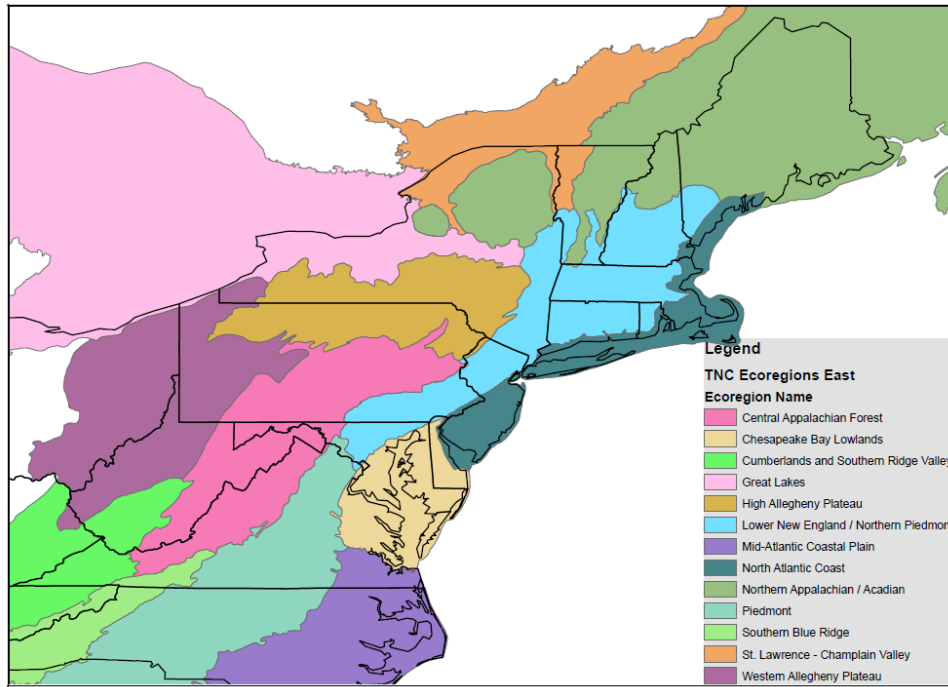 Legend
TNC Ecoregions East
Ecoregion Name
Central Appalachian Forest
Chesapeake Bay Lowlands
Cumberlands and Southern Ridge Valley
Great Lakes
High Allegheny Plateau
Lower New England / Northern Piedmon
Mid-Atlantic Coastal Plain
North Atlantic Coast
Northern Appalachian / Acadian
Piedmont
Southern Blue Ridge
St. Lawrence - Champlain Valley
Western Allegheny Plateau